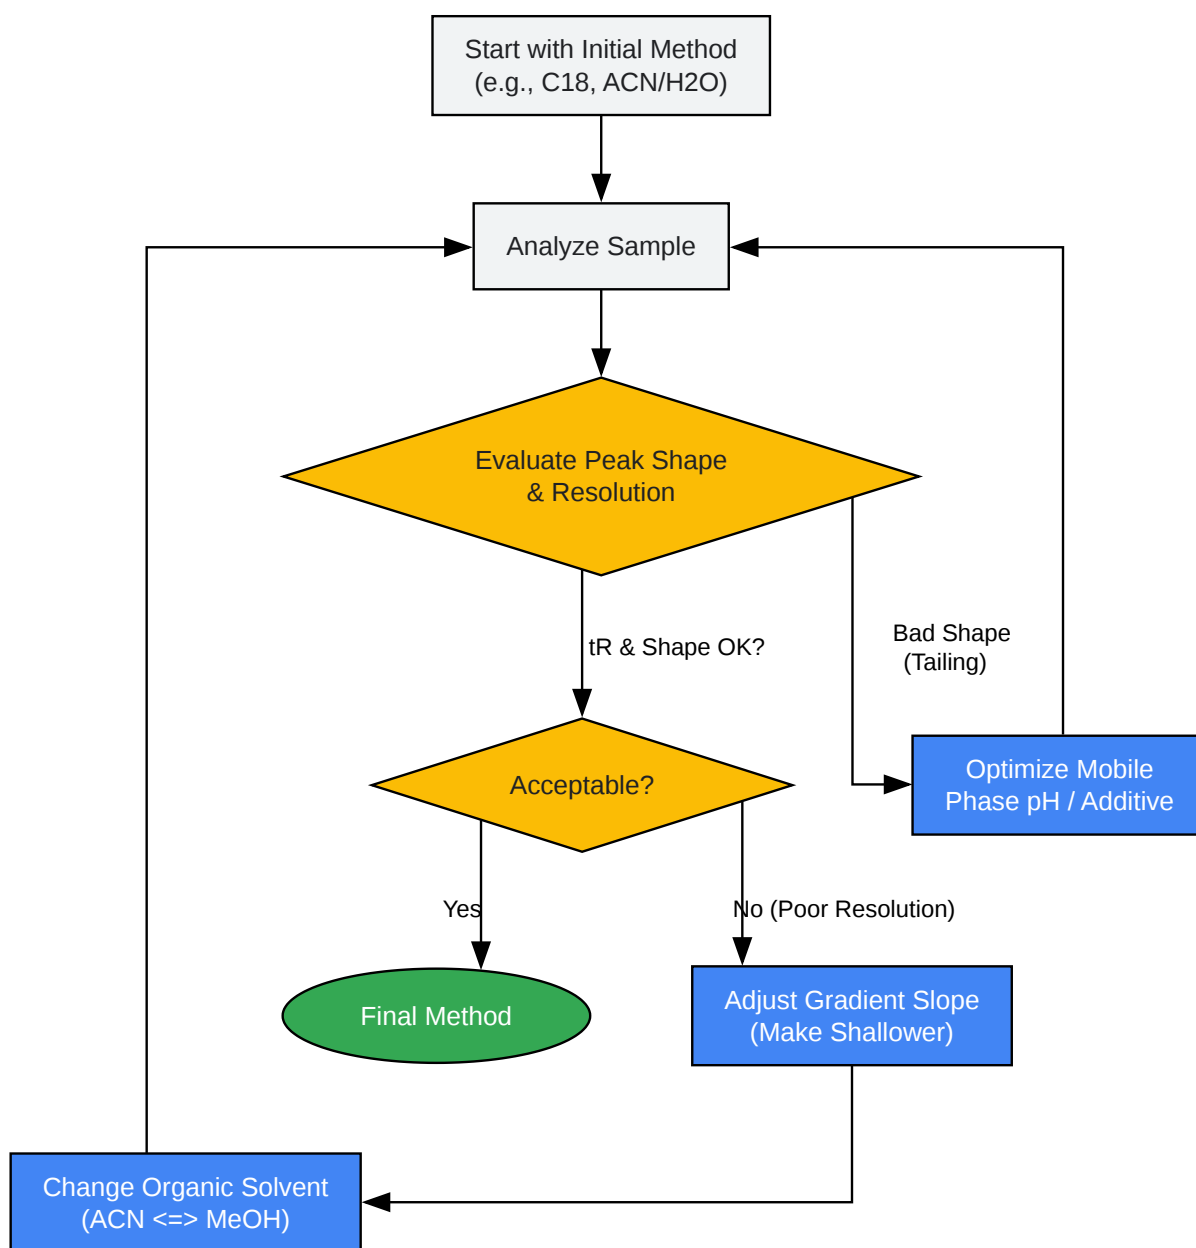 Start with Initial Method
(e.g., C18, ACN/H2O)
Analyze Sample
Evaluate Peak Shape
& Resolution
tR & Shape OK?
Bad Shape
(Tailing)
Optimize Mobile
Phase pH / Additive
Acceptable?
Yes
No (Poor Resolution)
Final Method
Adjust Gradient Slope
(Make Shallower)
Change Organic Solvent
(ACN <=> MeOH)